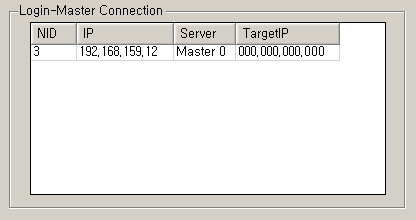 Login-Master Connection
NID IP Server TargetIP
3 192,168,159,12 Master 0 000,000,000,000